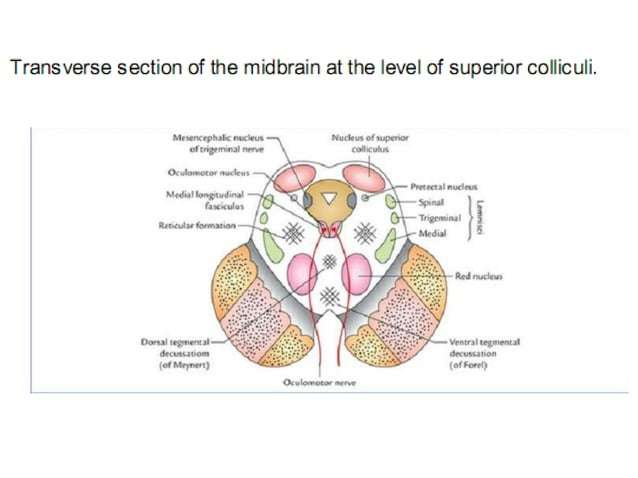 Transverse section of the midbrain at the level of superior colliculi.
Mesencephalic nucleus
of trigeminal nerve
Nucleus of superior
colliculus
Oculomotor nucleus
Medial longitudinal
fasciculus
Reticular formation
Pretectal nucleus
Spinal
Trigeminal
Medial
Lemnisci
Red nucleus
Dorsal tegmental
decussatiom
(of Meynert)
Ventral tegmental
decussation
(of Forel)
Oculomotor nerve